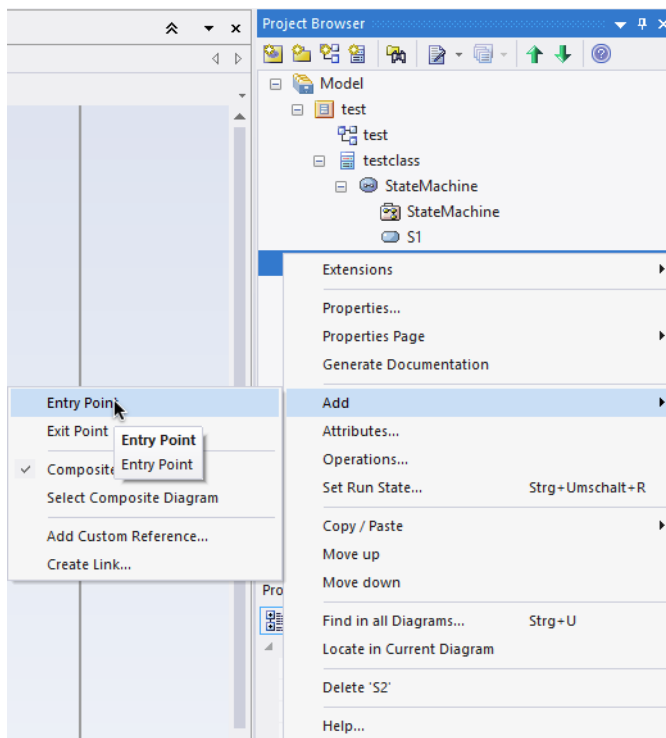 Project Browser
Model
test
test
testclass
StateMachine
StateMachine
S1
Extensions
Properties...
Properties Page
Generate Documentation
Add
Attributes...
Operations...
Set Run State... Strg+Umschalt+R
Copy / Paste
Move up
Move down
Find in all Diagrams... Strg+U
Locate in Current Diagram
Delete 'S2'
Help...
Entry Point
Exit Point
Composite
Select Composite Diagram
Add Custom Reference...
Create Link...
Entry Point
Entry Point
Pro